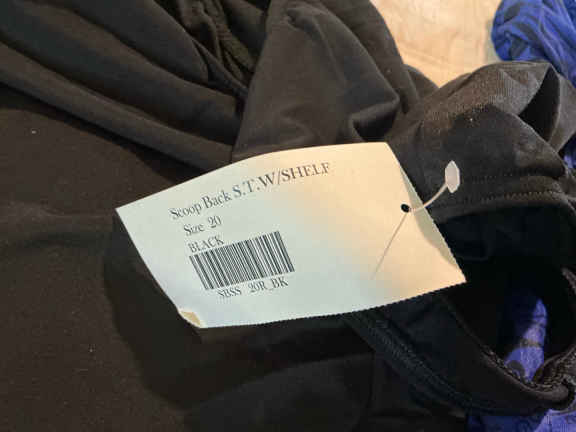 Scoop Back S.T.W/SHELF
Size 20
BLACK
SBSS 20R_BK